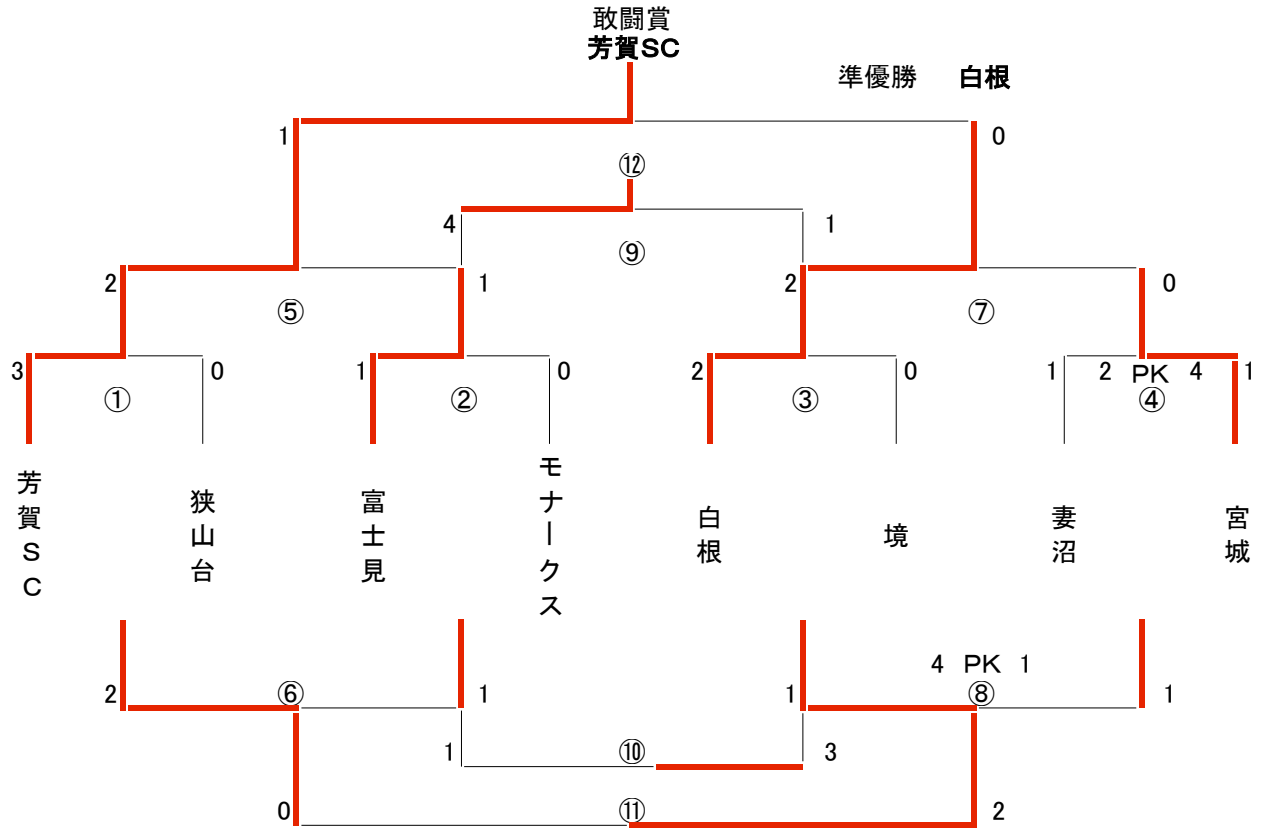 敢闘賞
芳賀SC
準優勝 白根
1 0
⑫
4 1
⑨
2 1 2 0
⑤ ⑦
3 0 1 0 2 0 1 2 PK 4 1
① ② ③ ④
芳賀SC
狭山台
富士見
モナークス
白根
境
妻沼
宮城
4 PK 1
2 ⑥ 1 1 ⑧ 1
1 ⑩ 3
0 ⑪ 2